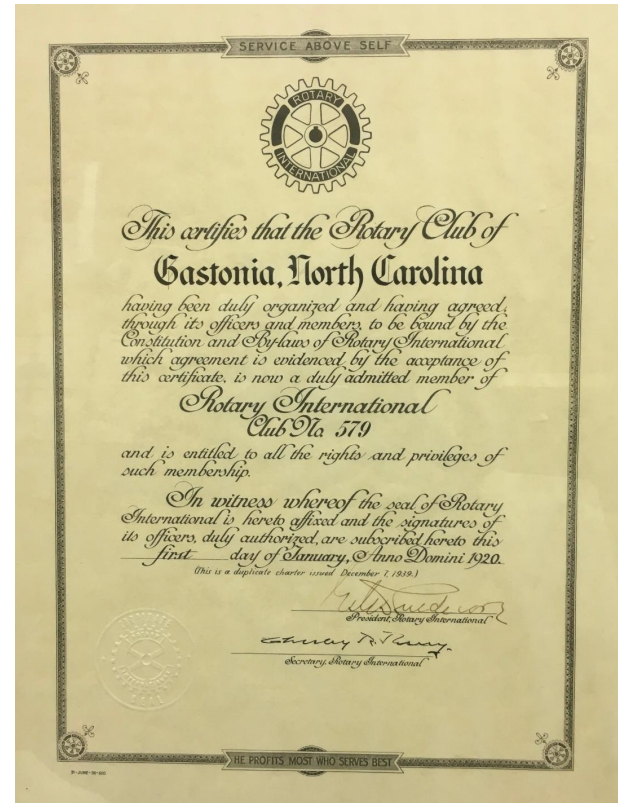 SERVICE ABOVE SELF
ROTARY
INTERNATIONAL
This certifies that the Rotary Club of
Gastonia, North Carolina
having been duly organized and having agreed,
through its officers and members, to be bound by the
Constitution and By-laws of Rotary International
which agreement is evidenced by the acceptance of
this certificate, is now a duly admitted member of
Rotary International
Club No. 579
and is entitled to all the rights and privileges of
such membership.
In witness whereof the seal of Rotary
International is hereto affixed and the signatures of
its officers, duly authorized, are subscribed hereto this
first day of January, Anno Domini 1920.
(This is a duplicate charter issued December 7, 1939.)
President, Rotary International
Secretary, Rotary International
HE PROFITS MOST WHO SERVES BEST